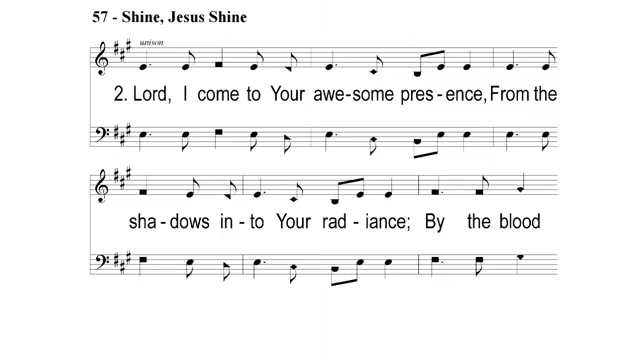 57 - Shine, Jesus Shine
unison
2. Lord, I come to Your awe-some pres-ence, From the
sha-dows in-to Your rad-iance; By the blood